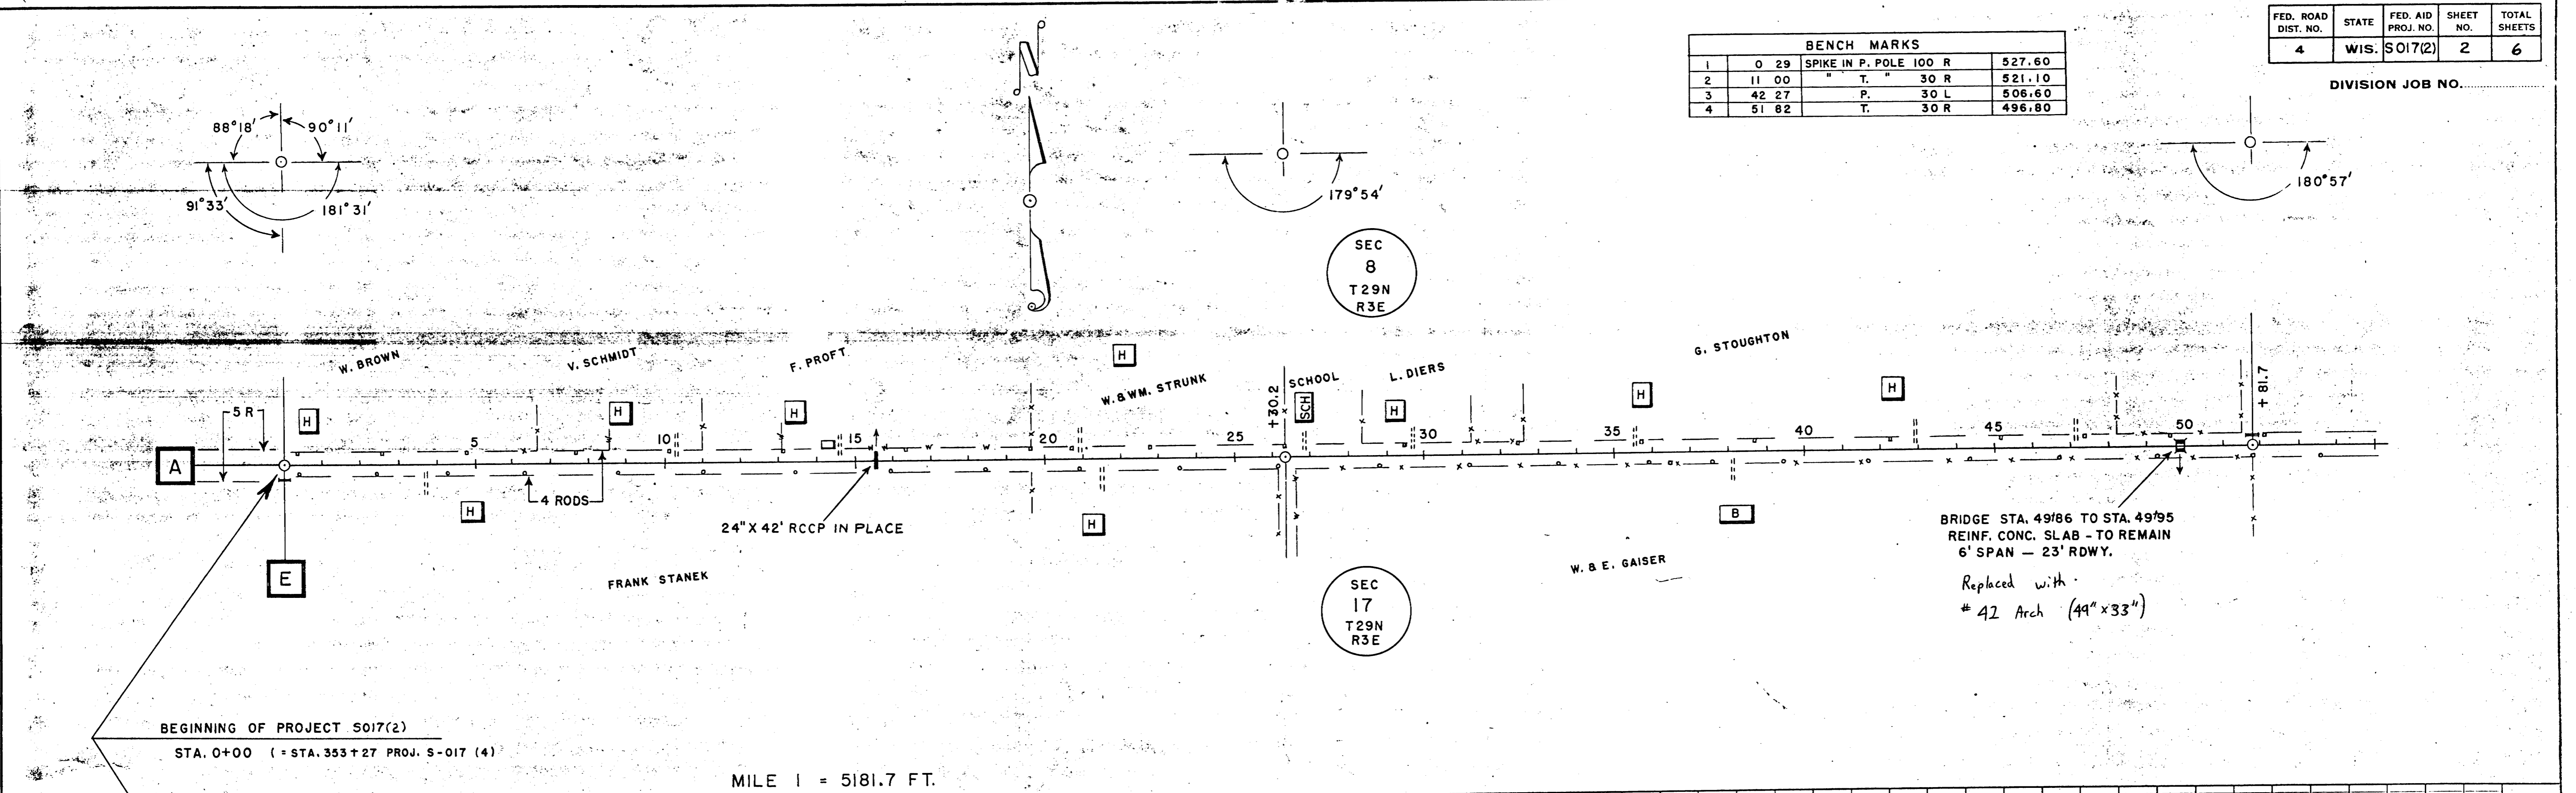 FED. ROAD DIST. NO. STATE FED. AID PROJ. NO. SHEET NO. TOTAL SHEETS
4 WIS. S017(2) 2 6
DIVISION JOB NO.
BENCH MARKS
1 0 29 SPIKE IN P. POLE 100 R 527.60
2 11 00 " T. " 30 R 521.10
3 42 27 P. 30 L 506.60
4 51 82 T. 30 R 496.80
88°18' 90°11'
91°33' 181°31'
N
179°54'
180°57'
SEC
8
T29N
R3E
W. BROWN
V. SCHMIDT
F. PROFT
H
W. & WM. STRUNK
+30.2
SCHOOL
L. DIERS
G. STOUGHTON
+81.7
5 R
H
H
H
SCH
H
H
H
5 10 15 20 25 30 35 40 45 50
A
H
4 RODS
24" X 42' RCCP IN PLACE
H
B
BRIDGE STA. 49+86 TO STA. 49+95
REINF. CONC. SLAB - TO REMAIN
6' SPAN — 23' RDWY.
Replaced with
# 42 Arch (49" x 33")
E
FRANK STANEK
W. & E. GAISER
SEC
17
T29N
R3E
BEGINNING OF PROJECT S017(2)
STA. 0+00 (= STA. 353+27 PROJ. S-017 (4)
MILE 1 = 5181.7 FT.